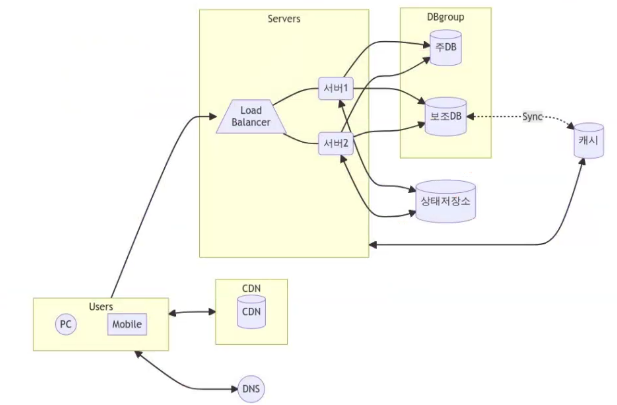 Servers
DBgroup
주DB
서버1
Load
Balancer
보조DB
Sync
서버2
캐시
상태저장소
CDN
Users
CDN
PC
Mobile
DNS